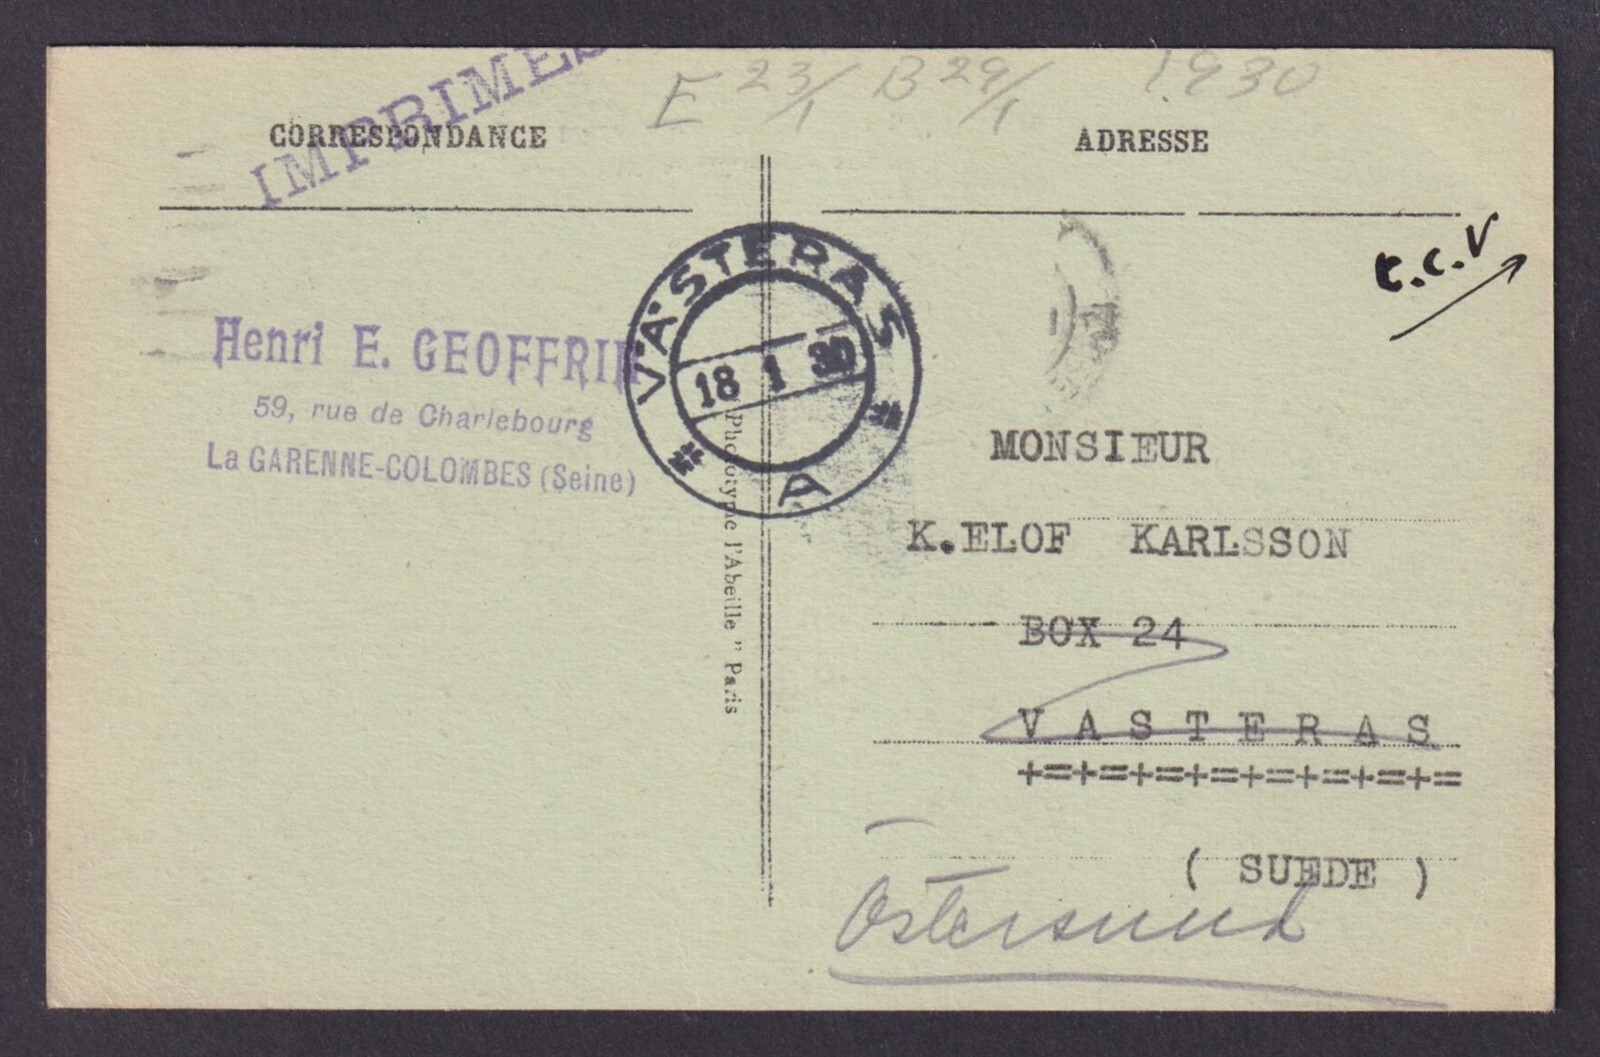 IMPRIMES
E 23/1 B 29/1 1930
CORRESPONDANCE
ADRESSE
C.C.V
VÄSTERÅS
18 1 30
* A *
Henri E. GEOFFRIN
59, rue de Charlebourg
La GARENNE-COLOMBES (Seine)
Phototypie l'Abeille " Paris
MONSIEUR
K.ELOF KARLSSON
BOX 24
V A S T E R A S
+=+=+=+=+=+=+=+=
( SUEDE )
Östersund